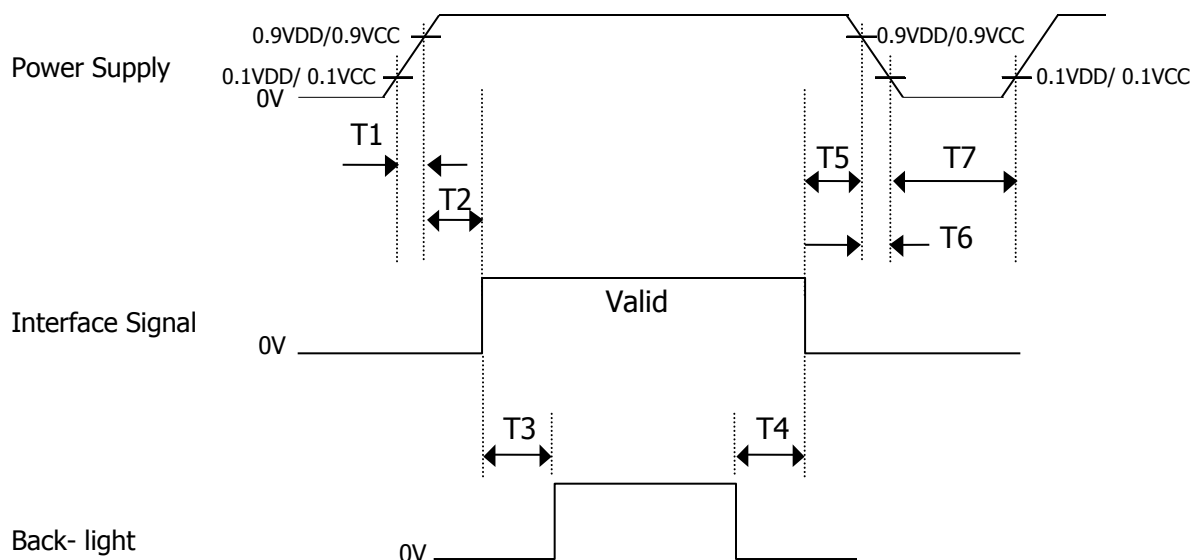 0.9VDD/0.9VCC
0.9VDD/0.9VCC
Power Supply
0.1VDD/ 0.1VCC
0.1VDD/ 0.1VCC
0V
T1
T5
T7
T2
T6
Valid
Interface Signal
0V
T3
T4
Back- light
0V